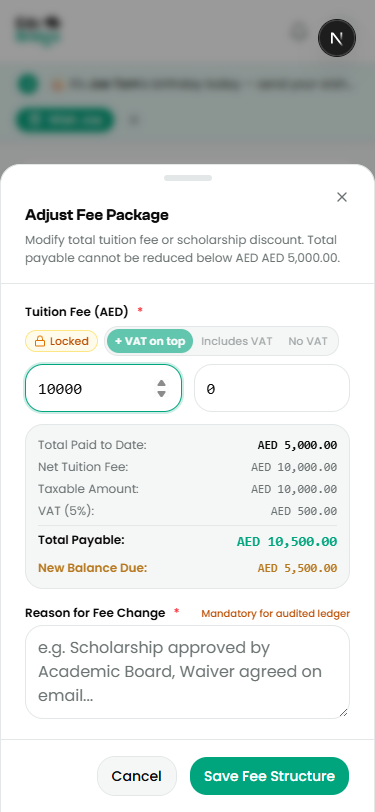 N
Adjust Fee Package
Modify total tuition fee or scholarship discount. Total
payable cannot be reduced below AED AED 5,000.00.
Tuition Fee (AED) *
Locked + VAT on top Includes VAT No VAT
10000 0
Total Paid to Date: AED 5,000.00
Net Tuition Fee: AED 10,000.00
Taxable Amount: AED 10,000.00
VAT (5%): AED 500.00
Total Payable: AED 10,500.00
New Balance Due: AED 5,500.00
Reason for Fee Change * Mandatory for audited ledger
e.g. Scholarship approved by
Academic Board, Waiver agreed on
email...
Cancel Save Fee Structure